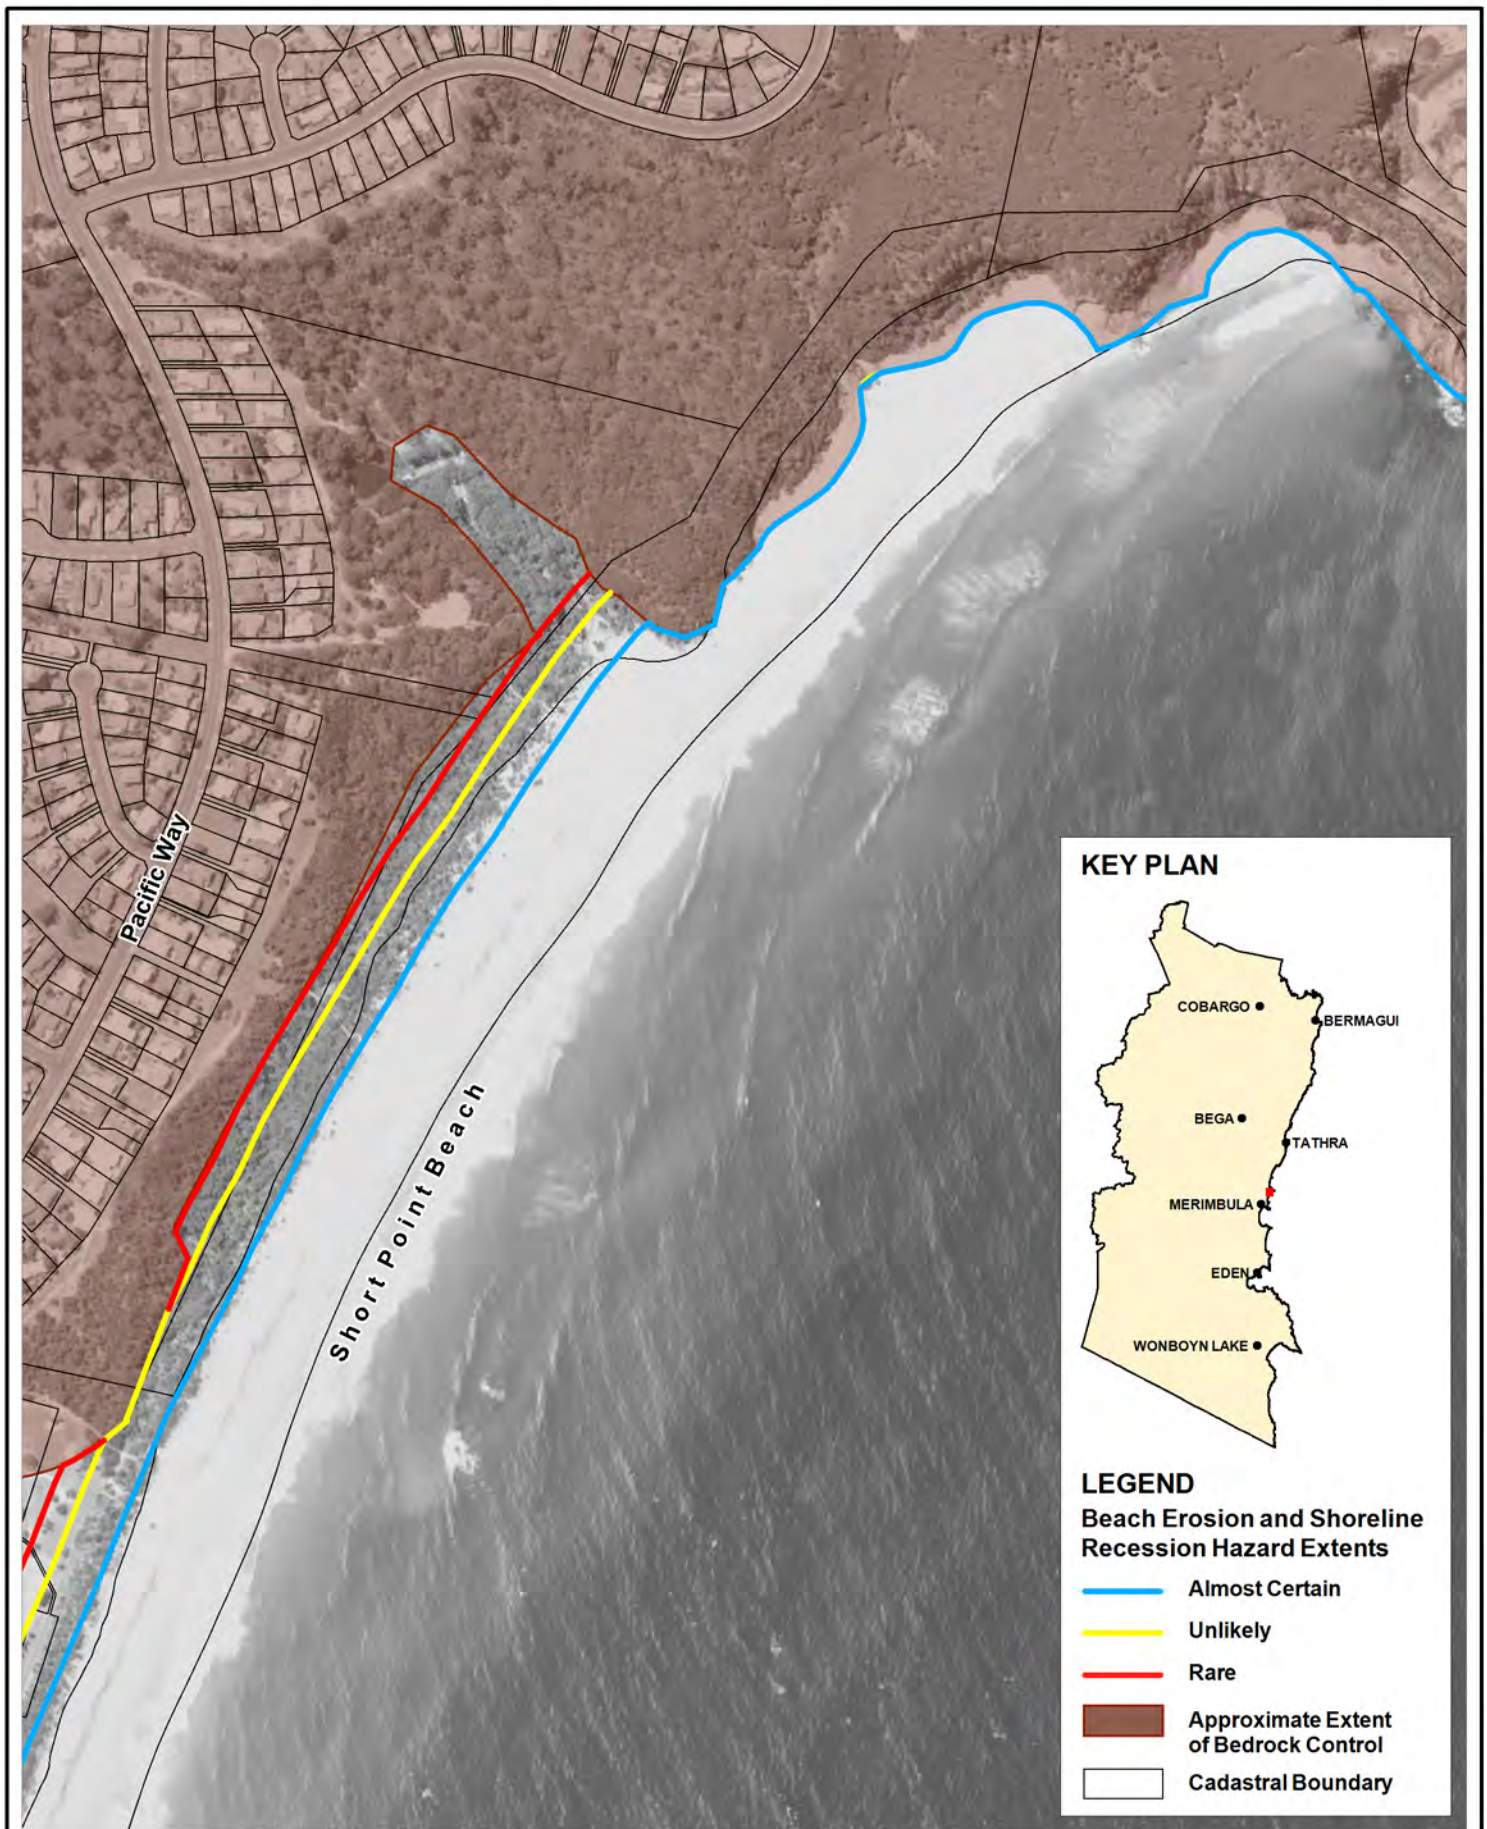 Pacific Way
Short Point Beach
KEY PLAN
COBARGO
BERMAGUI
BEGA
TATHRA
MERIMBULA
EDEN
WONBOYN LAKE
LEGEND
Beach Erosion and Shoreline
Recession Hazard Extents
Almost Certain
Unlikely
Rare
Approximate Extent
of Bedrock Control
Cadastral Boundary